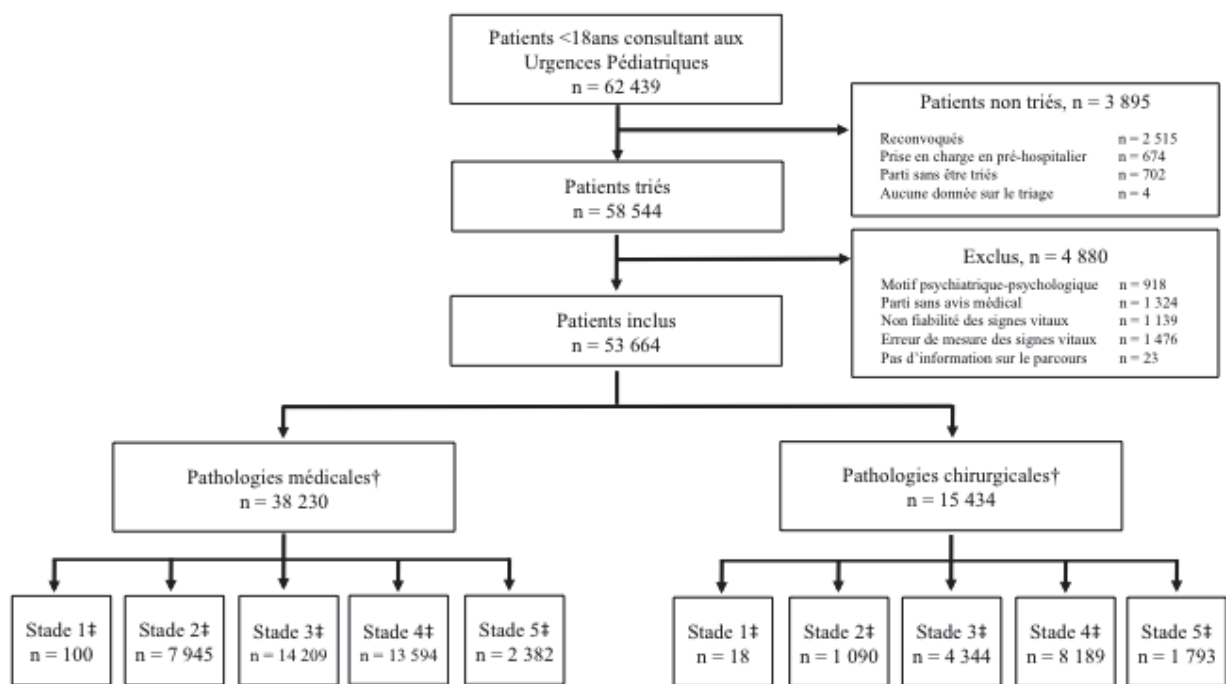 Patients <18ans consultant aux
Urgences Pédiatriques
n = 62 439
Patients non triés, n = 3 895
Reconvoqués n = 2 515
Prise en charge en pré-hospitalier n = 674
Parti sans être triés n = 702
Aucune donnée sur le triage n = 4
Patients triés
n = 58 544
Exclus, n = 4 880
Motif psychiatrique-psychologique n = 918
Parti sans avis médical n = 1 324
Non fiabilité des signes vitaux n = 1 139
Erreur de mesure des signes vitaux n = 1 476
Pas d'information sur le parcours n = 23
Patients inclus
n = 53 664
Pathologies médicales†
n = 38 230
Pathologies chirurgicales†
n = 15 434
Stade 1‡
n = 100
Stade 2‡
n = 7 945
Stade 3‡
n = 14 209
Stade 4‡
n = 13 594
Stade 5‡
n = 2 382
Stade 1‡
n = 18
Stade 2‡
n = 1 090
Stade 3‡
n = 4 344
Stade 4‡
n = 8 189
Stade 5‡
n = 1 793